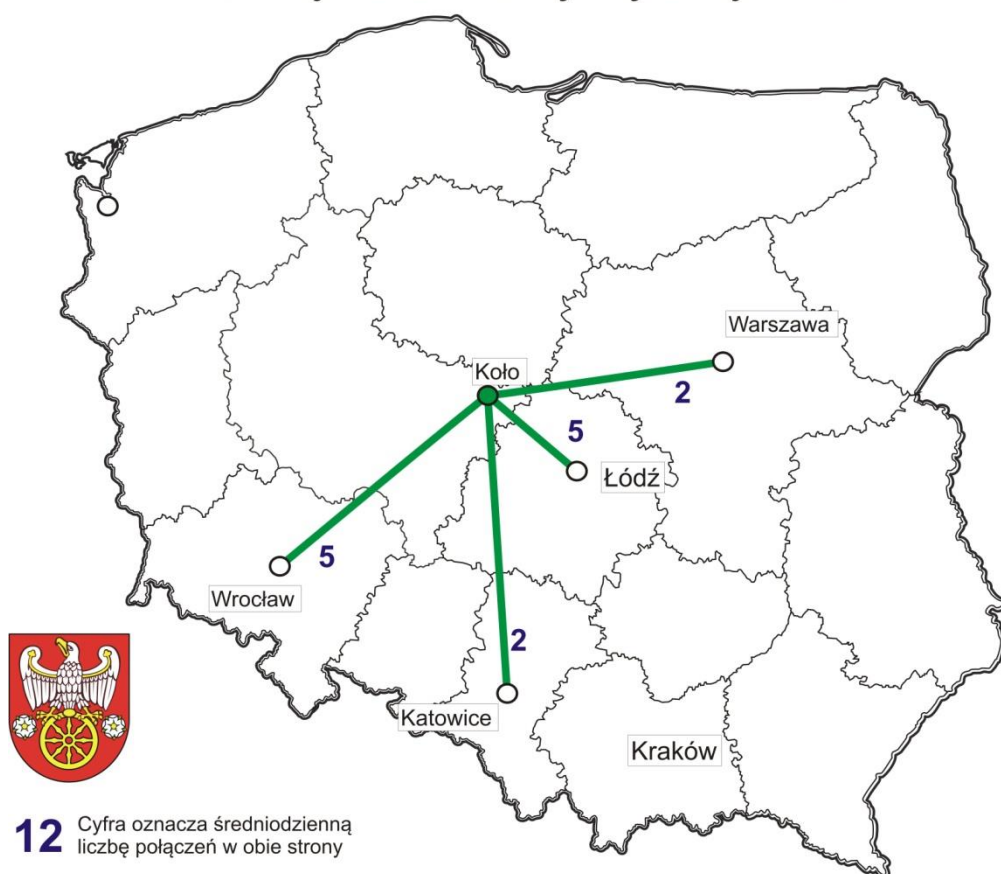 Warszawa
Koło
2
5
Łódź
5
Wrocław
2
Katowice
Kraków
12 Cyfra oznacza średniodzienną
liczbę połączeń w obie strony